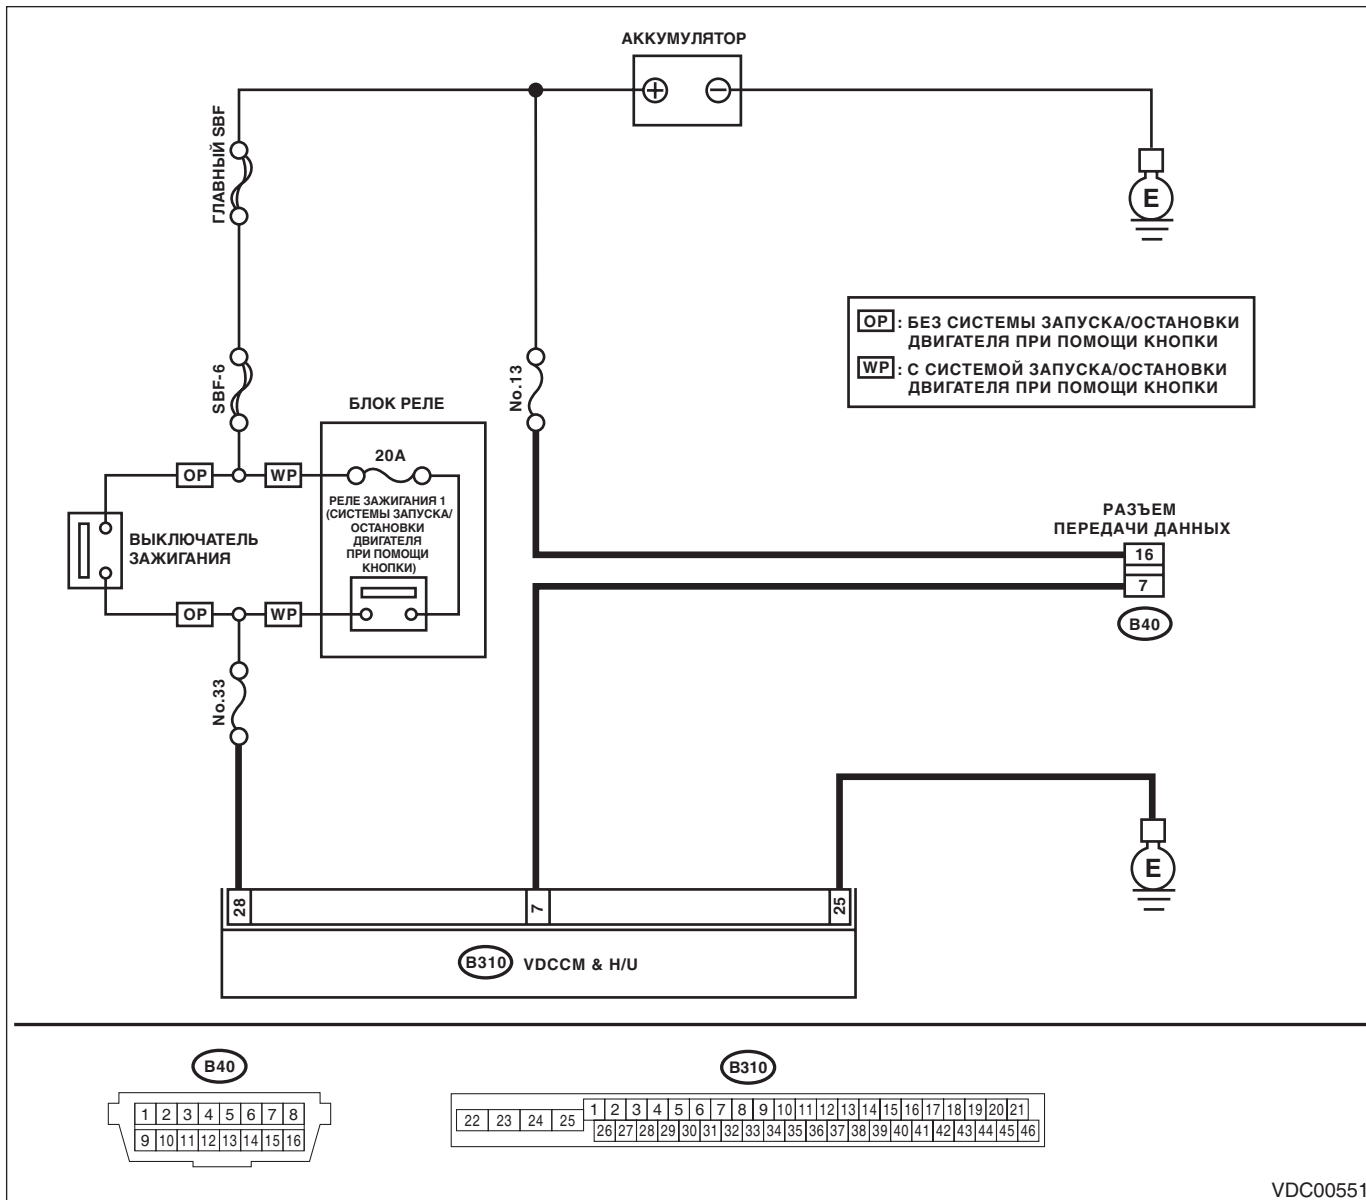 АККУМУЛЯТОР
ГЛАВНЫЙ SBF
E
SBF-6
No.13
OP : БЕЗ СИСТЕМЫ ЗАПУСКА/ОСТАНОВКИ
ДВИГАТЕЛЯ ПРИ ПОМОЩИ КНОПКИ
WP : С СИСТЕМОЙ ЗАПУСКА/ОСТАНОВКИ
ДВИГАТЕЛЯ ПРИ ПОМОЩИ КНОПКИ
БЛОК РЕЛЕ
OP WP 20A
РЕЛЕ ЗАЖИГАНИЯ 1
(СИСТЕМЫ ЗАПУСКА/
ОСТАНОВКИ
ДВИГАТЕЛЯ
ПРИ ПОМОЩИ
КНОПКИ)
ВЫКЛЮЧАТЕЛЬ
ЗАЖИГАНИЯ
OP WP
РАЗЪЕМ
ПЕРЕДАЧИ ДАННЫХ
16
7
B40
No.33
E
28 7 25
B310 VDCCM & H/U
B40
1 2 3 4 5 6 7 8
9 10 11 12 13 14 15 16
B310
22 23 24 25
1 2 3 4 5 6 7 8 9 10 11 12 13 14 15 16 17 18 19 20 21
26 27 28 29 30 31 32 33 34 35 36 37 38 39 40 41 42 43 44 45 46
VDC00551